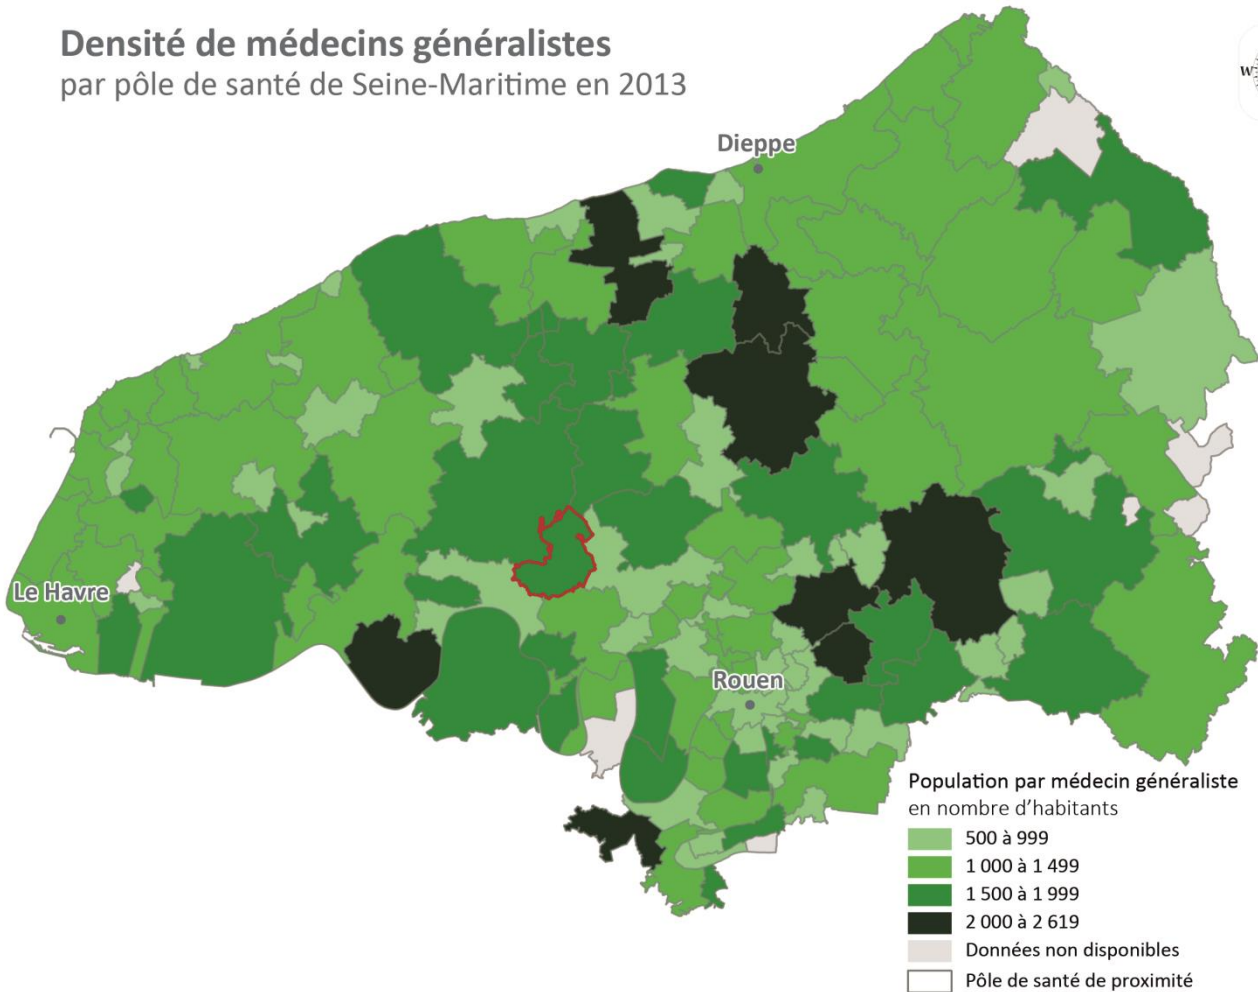 Densité de médecins généralistes
par pôle de santé de Seine-Maritime en 2013
W
Dieppe
Le Havre
Rouen
Population par médecin généraliste
en nombre d'habitants
500 à 999
1 000 à 1 499
1 500 à 1 999
2 000 à 2 619
Données non disponibles
Pôle de santé de proximité